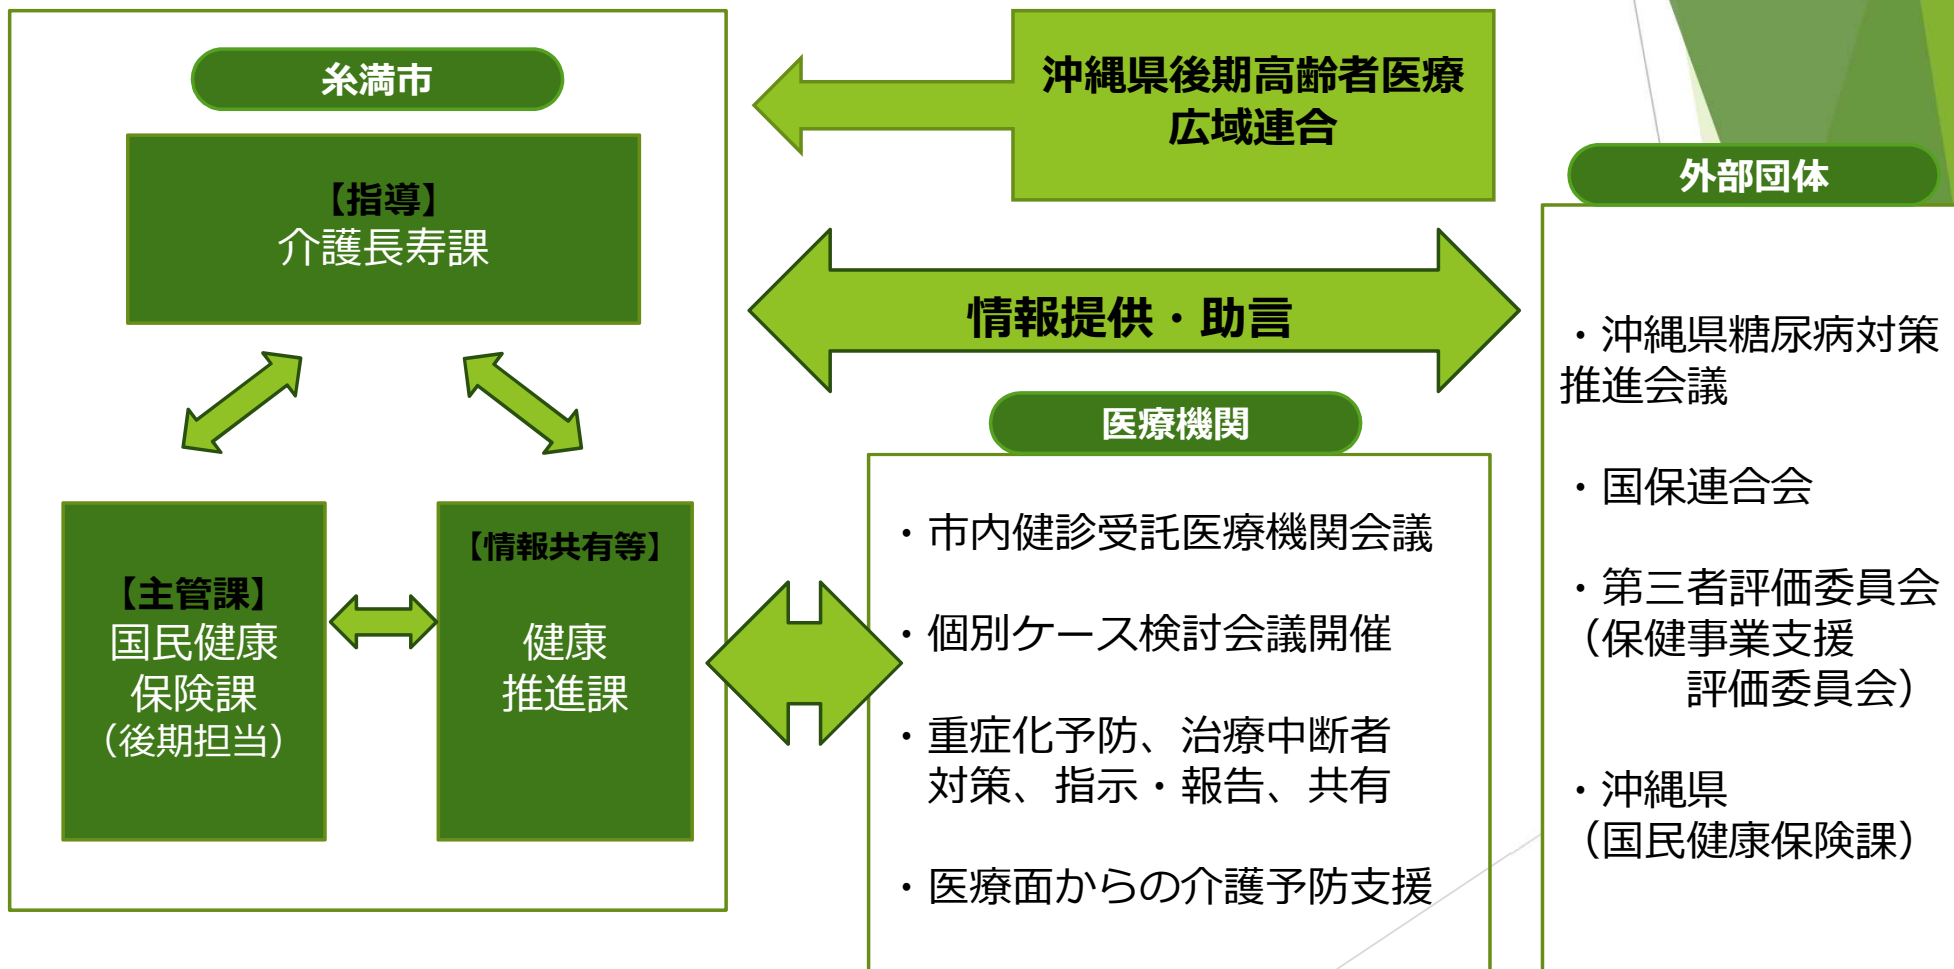 糸満市
【指導】
介護長寿課
【主管課】
国民健康
保険課
（後期担当）
【情報共有等】
健康
推進課
沖縄県後期高齢者医療
広域連合
情報提供・助言
医療機関
・市内健診受託医療機関会議
・個別ケース検討会議開催
・重症化予防、治療中断者
対策、指示・報告、共有
・医療面からの介護予防支援
外部団体
・沖縄県糖尿病対策
推進会議
・国保連合会
・第三者評価委員会
（保健事業支援
評価委員会）
・沖縄県
（国民健康保険課）